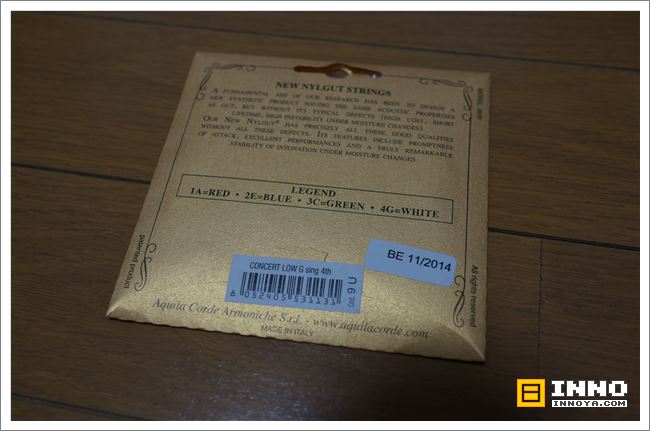 NEW NYLGUT STRINGS
A FUNDAMENTAL AIM OF OUR RESEARCH HAS BEEN TO DESIGN A
NEW SYNTHETIC PRODUCT HAVING THE SAME ACOUSTIC PROPERTIES
AS GUT, BUT WITHOUT ITS TYPICAL DEFECTS (HIGH COST, SHORT
LIFETIME, HIGH INSTABILITY UNDER MOISTURE CHANGES).
OUR NEW NYLGUT® HAS PRECISELY ALL THESE GOOD QUALITIES
WITHOUT ALL THESE DEFECTS. ITS FEATURES INCLUDE PROMPTNESS
OF ATTACK, EXCELLENT PERFORMANCES AND A TRULY REMARKABLE
STABILITY OF INTONATION UNDER MOISTURE CHANGES
LEGEND
1A=RED • 2E=BLUE • 3C=GREEN • 4G=WHITE
patented product
All rights reserved
BE 11/2014
CONCERT LOW G sing 4th
8 052405 531131
Aquila Corde Armoniche S.r.l. - www.aquilacorde.com
MADE IN ITALY
INNO
INNOYA.COM